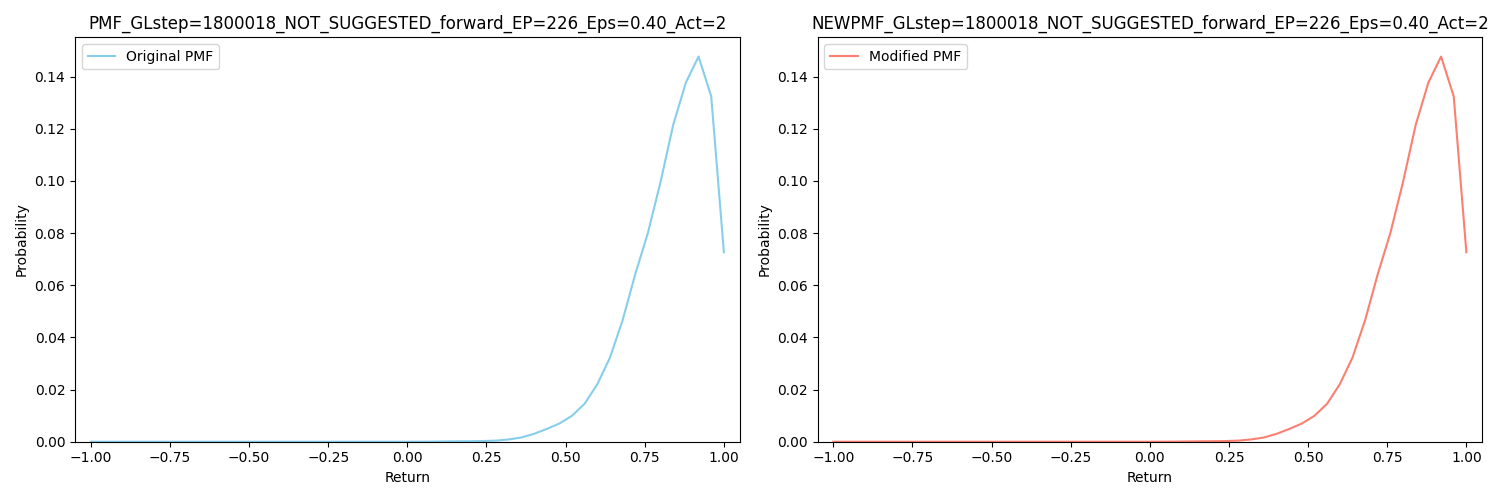 PMF_GLstep=1800018_NOT_SUGGESTED_forward_EP=226_Eps=0.40_Act=2
Original PMF
Probability
0.14
0.12
0.10
0.08
0.06
0.04
0.02
0.00
−1.00 −0.75 −0.50 −0.25 0.00 0.25 0.50 0.75 1.00
Return
NEWPMF_GLstep=1800018_NOT_SUGGESTED_forward_EP=226_Eps=0.40_Act=2
Modified PMF
Probability
0.14
0.12
0.10
0.08
0.06
0.04
0.02
0.00
−1.00 −0.75 −0.50 −0.25 0.00 0.25 0.50 0.75 1.00
Return